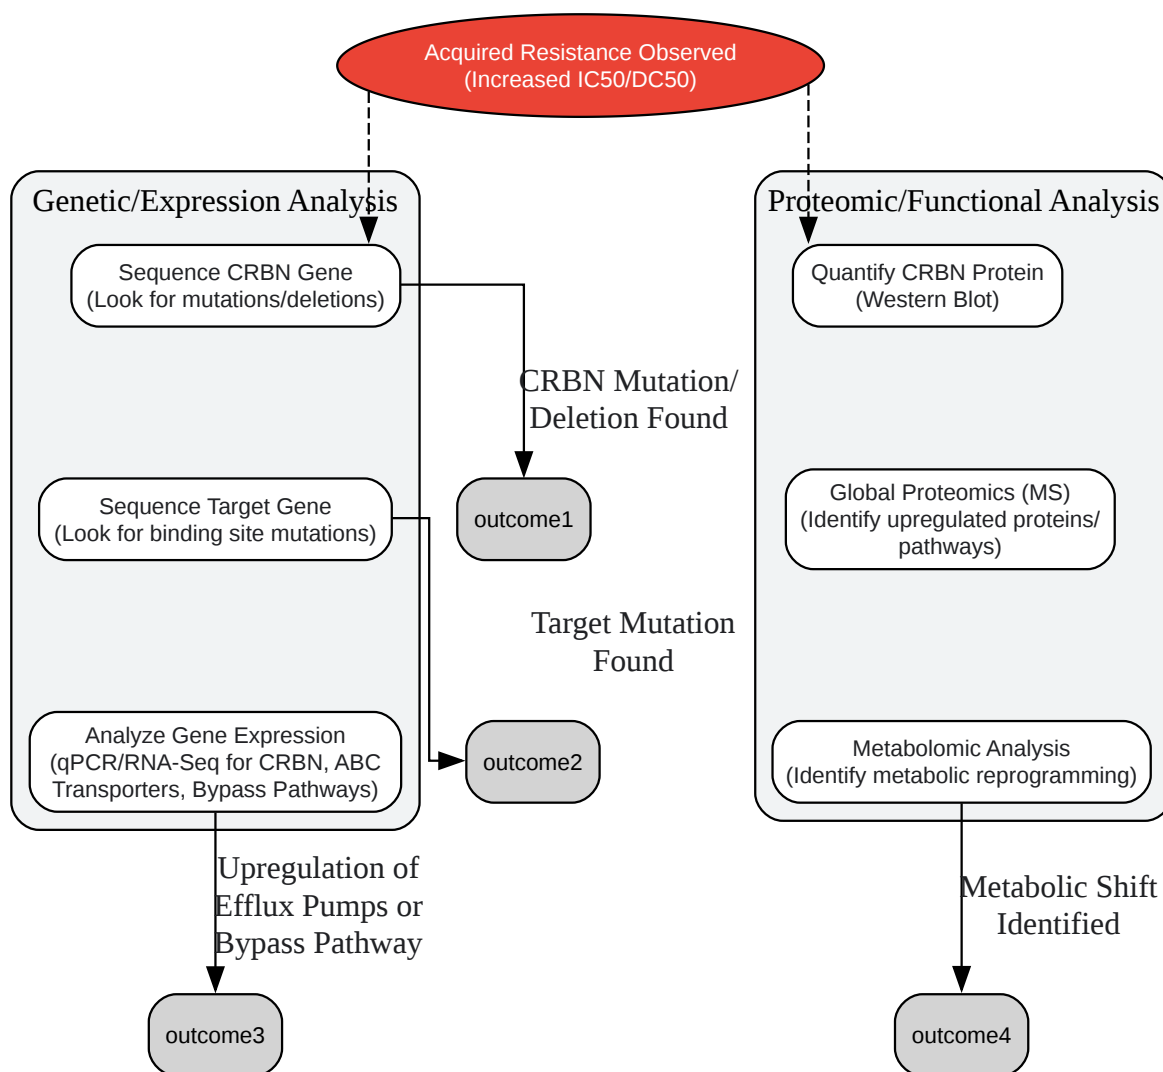 Acquired Resistance Observed
(Increased IC50/DC50)
Genetic/Expression Analysis
Sequence CRBN Gene
(Look for mutations/deletions)
CRBN Mutation/
Deletion Found
Sequence Target Gene
(Look for binding site mutations)
outcome1
Target Mutation
Found
Analyze Gene Expression
(qPCR/RNA-Seq for CRBN, ABC
Transporters, Bypass Pathways)
outcome2
Upregulation of
Efflux Pumps or
Bypass Pathway
outcome3
Proteomic/Functional Analysis
Quantify CRBN Protein
(Western Blot)
Global Proteomics (MS)
(Identify upregulated proteins/
pathways)
Metabolomic Analysis
(Identify metabolic reprogramming)
Metabolic Shift
Identified
outcome4